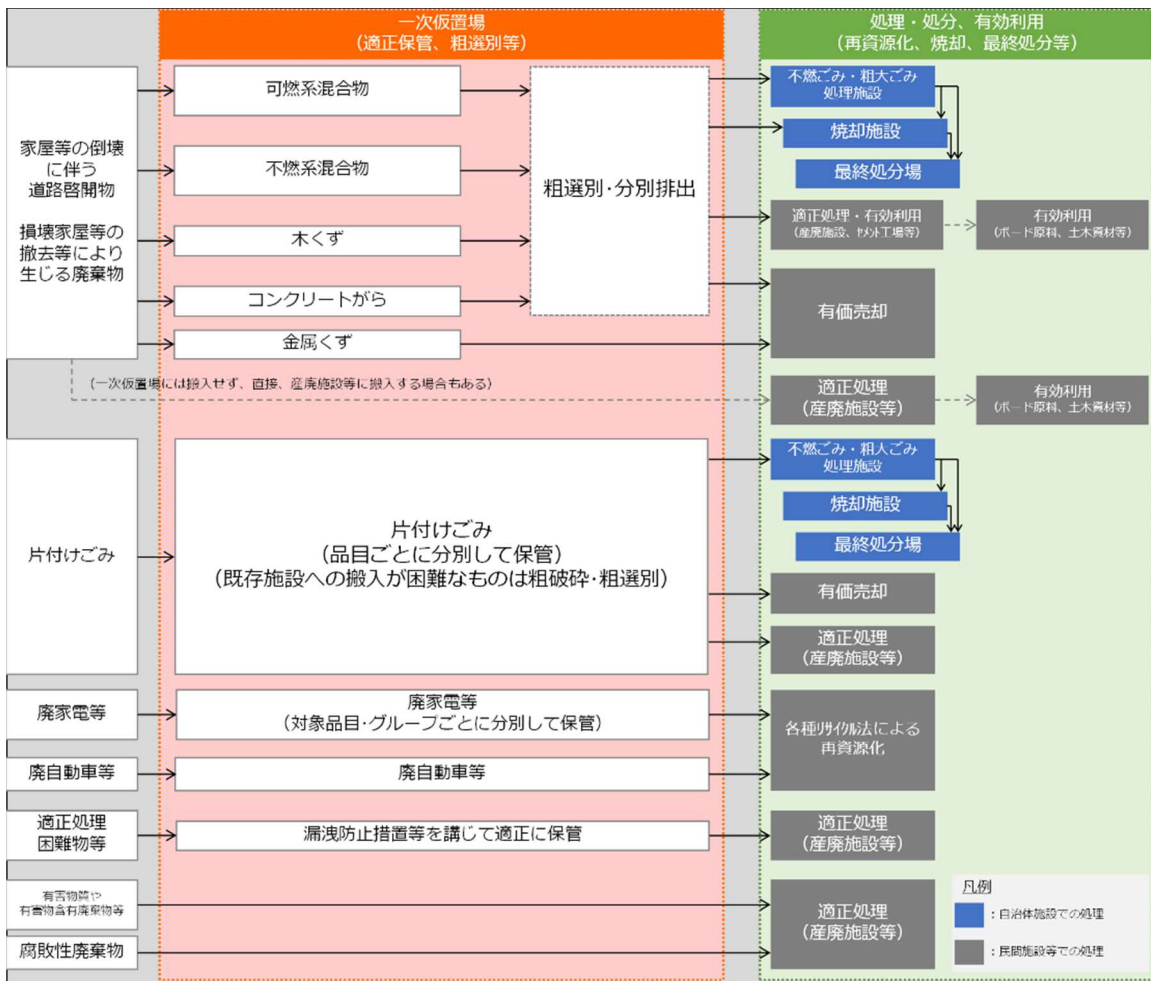 一次仮置場
(適正保管、粗選別等)
処理・処分、有効利用
(再資源化、焼却、最終処分等)
家屋等の倒壊
に伴う
道路啓開物
損壊家屋等の
撤去等により
生じる廃棄物
可燃系混合物
不燃系混合物
木くず
コンクリートがら
金属くず
粗選別・分別排出
不燃ごみ・粗大ごみ
処理施設
焼却施設
最終処分場
適正処理・有効利用
(産廃施設、セメント工場等)
有効利用
(ボード原料、土木資材等)
有価売却
(一次仮置場には搬入せず、直接、産廃施設等に搬入する場合もある)
適正処理
(産廃施設等)
有効利用
(ボード原料、土木資材等)
片付けごみ
片付けごみ
(品目ごとに分別して保管)
(既存施設への搬入が困難なものは粗破砕・粗選別)
不燃ごみ・粗大ごみ
処理施設
焼却施設
最終処分場
有価売却
適正処理
(産廃施設等)
廃家電等
廃家電等
(対象品目・グループごとに分別して保管)
各種リサイクル法による
再資源化
廃自動車等
廃自動車等
適正処理
困難物等
漏洩防止措置等を講じて適正に保管
適正処理
(産廃施設等)
有害物質や
有害物含有廃棄物等
腐敗性廃棄物
適正処理
(産廃施設等)
凡例
：自治体施設での処理
：民間施設等での処理